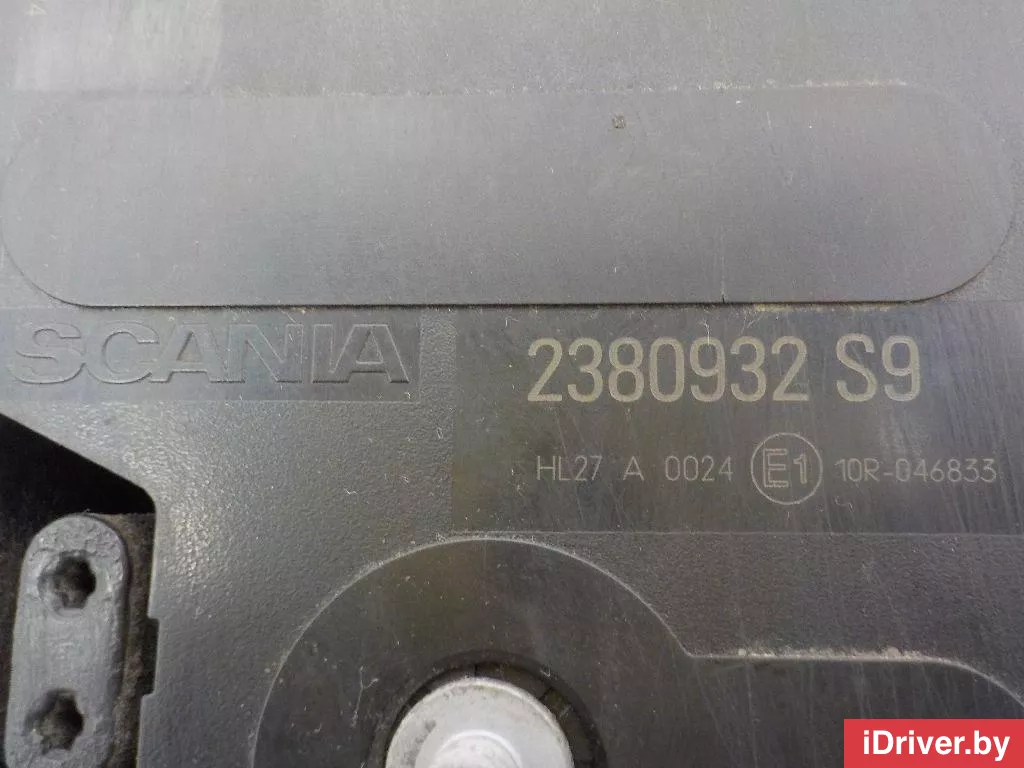 SCANIA
2380932 S9
HL27 A 0024 E1 10R-046833
iDriver.by